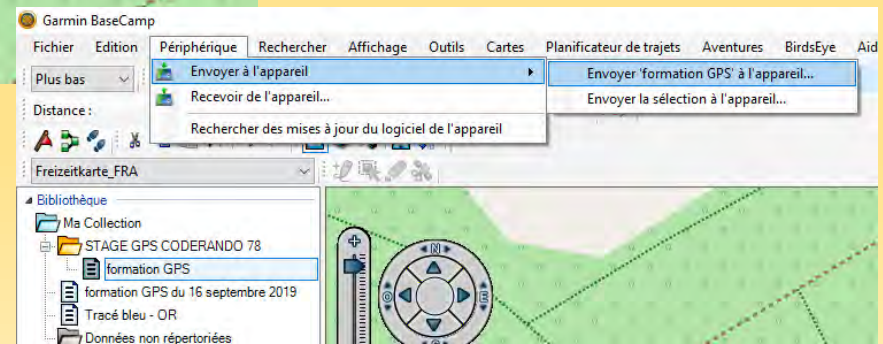 Garmin BaseCamp
Fichier Edition Périphérique Rechercher Affichage Outils Cartes Planificateur de trajets Aventures BirdsEye Aid
Plus bas
Envoyer à l'appareil
Envoyer 'formation GPS' à l'appareil...
Recevoir de l'appareil...
Envoyer la sélection à l'appareil...
Distance :
Rechercher des mises à jour du logiciel de l'appareil
Freizeitkarte_FRA
Bibliothèque
Ma Collection
STAGE GPS CODERANDO 78
formation GPS
formation GPS du 16 septembre 2019
Tracé bleu - OR
Données non répertoriées
N
O
E